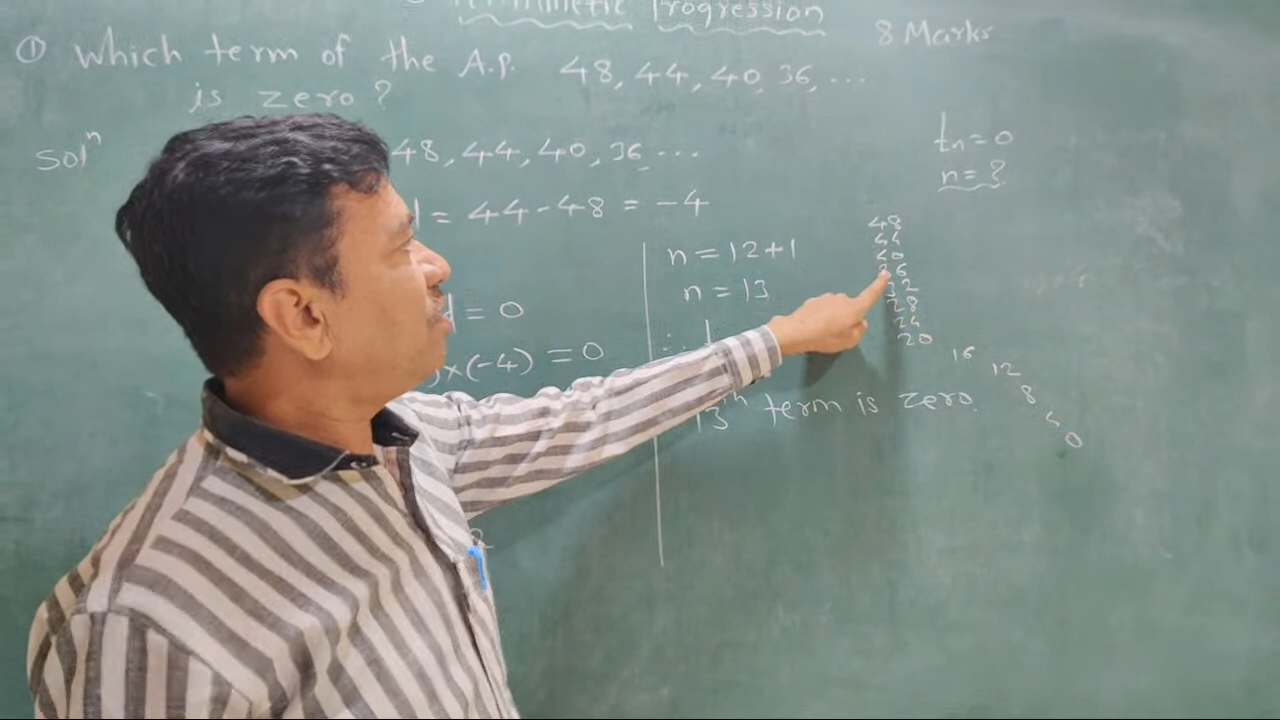 Arithmetic Progression
8 Marks
① Which term of the A.P. 48, 44, 40, 36, ...
is zero?
Solⁿ
48, 44, 40, 36 ...
= 44-48 = -4
= 0
×(-4) = 0
n = 12+1
n = 13
13th term is zero.
tn = 0
n = ?
48
44
40
36
32
28
24
20
16
12
8
4
0